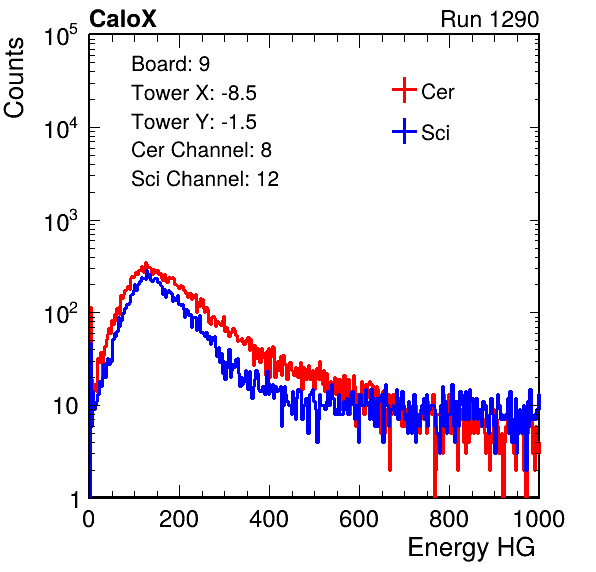 CaloX Run 1290
Counts
10^5
10^4
10^3
10^2
10
1
Board: 9
Tower X: -8.5
Tower Y: -1.5
Cer Channel: 8
Sci Channel: 12
Cer
Sci
0 200 400 600 800 1000
Energy HG